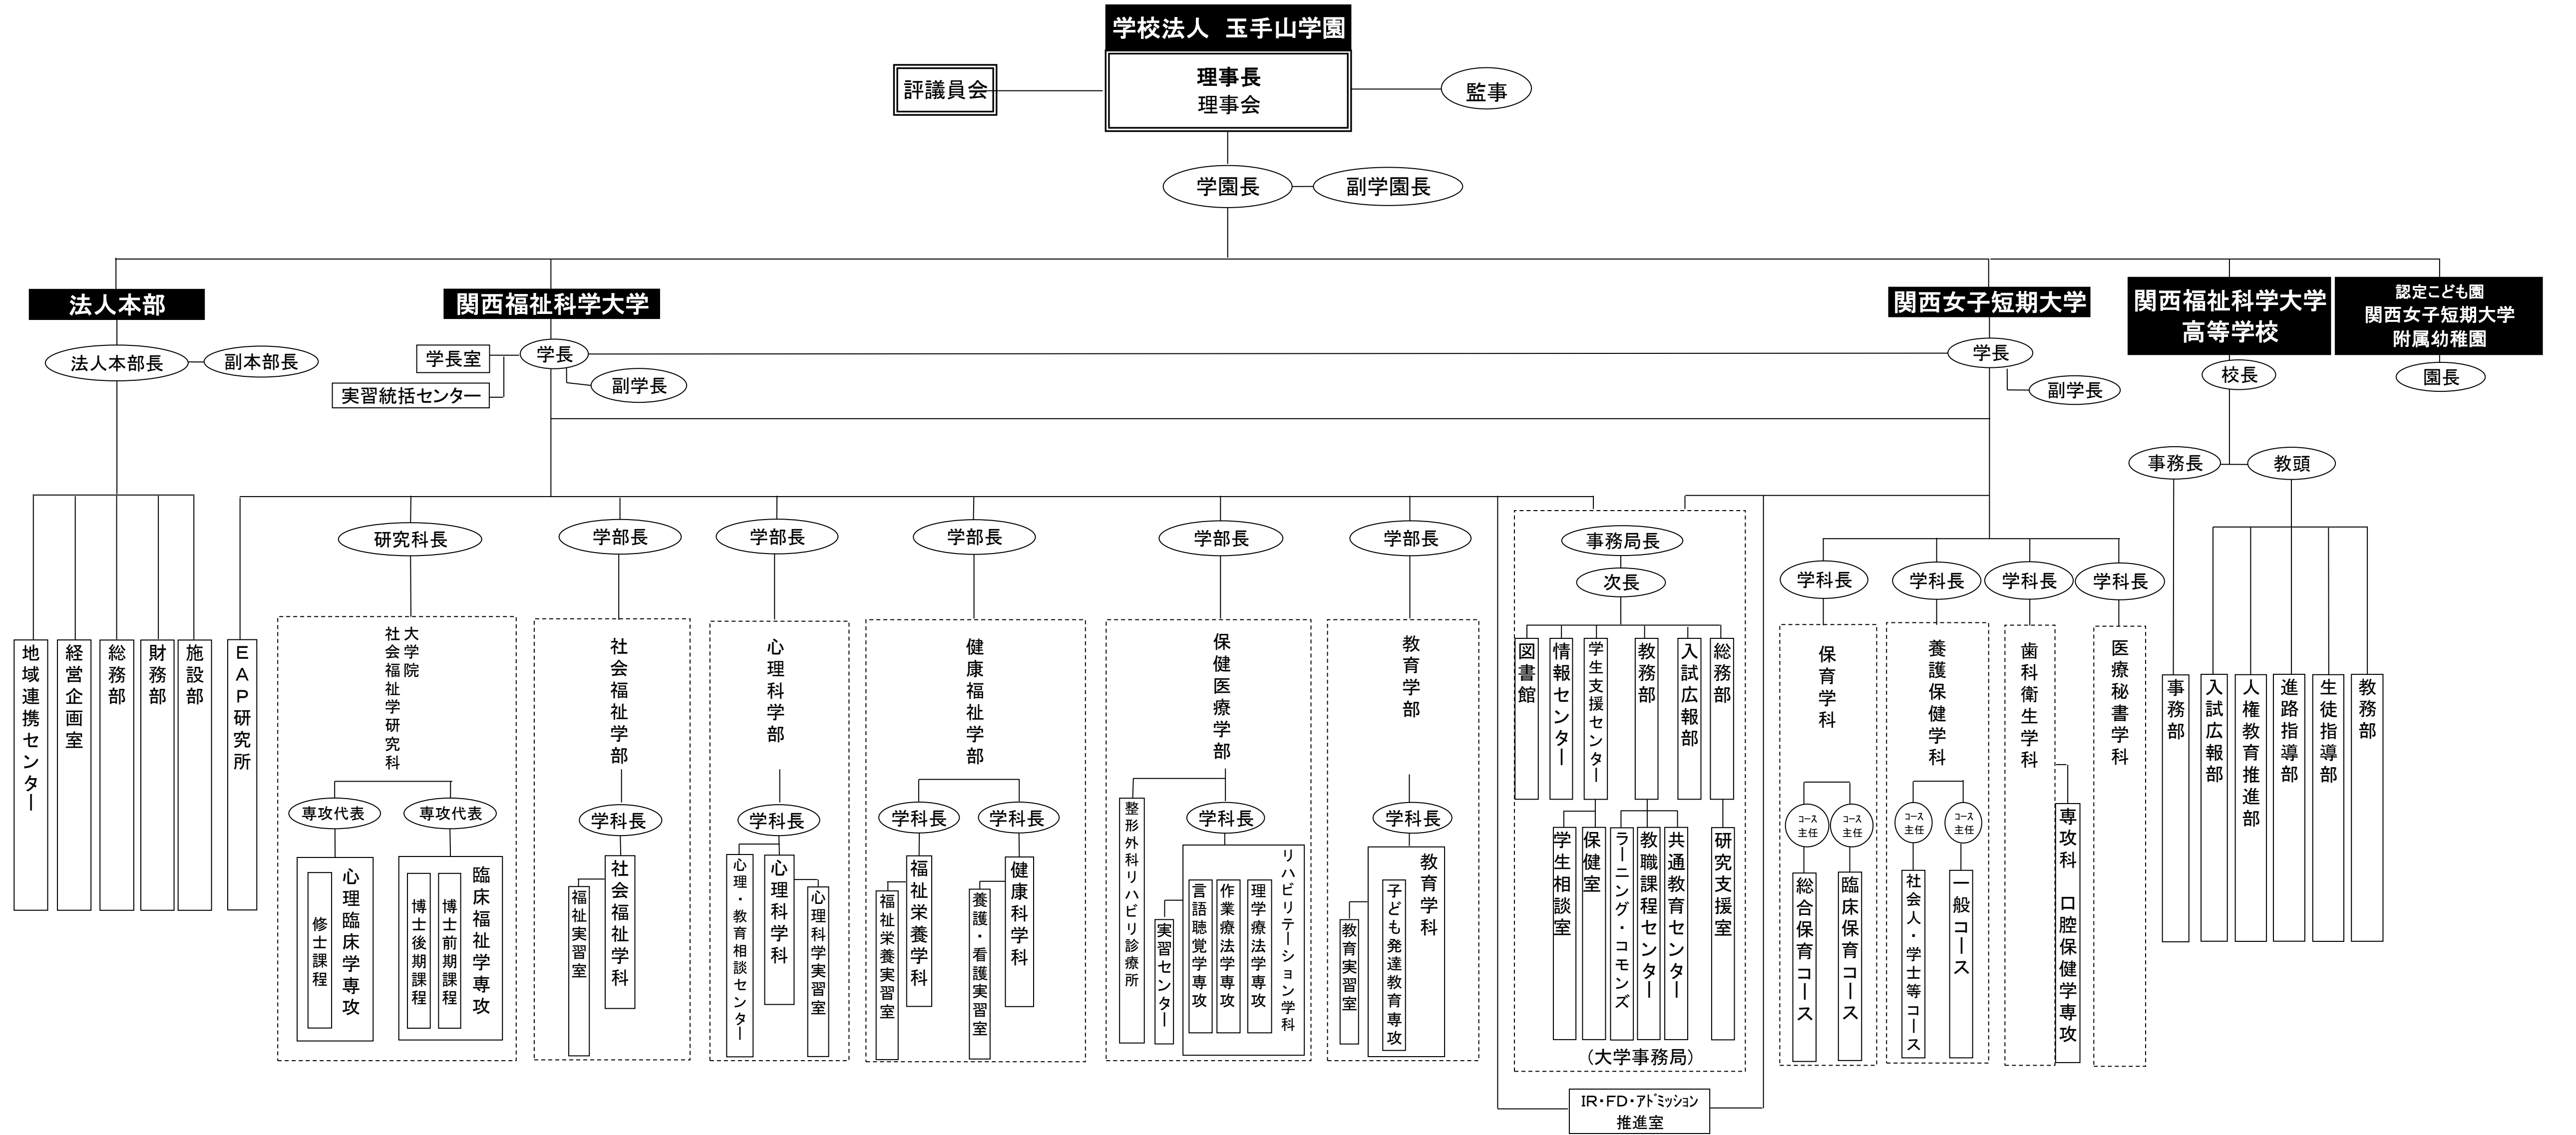 学校法人　玉手山学園
評議員会
理事長
理事会
監事
学園長
副学園長
法人本部
関西福祉科学大学
関西女子短期大学
関西福祉科学大学
高等学校
認定こども園
関西女子短期大学
附属幼稚園
法人本部長
副本部長
学長室
学長
実習統括センター
副学長
学長
副学長
校長
園長
事務長
教頭
研究科長
学部長
学部長
学部長
学部長
学部長
事務局長
次長
学科長
学科長
学科長
学科長
地域連携センター
経営企画室
総務部
財務部
施設部
ＥＡＰ研究所
大学院
社会福祉学研究科
専攻代表
専攻代表
心理臨床学専攻
修士課程
臨床福祉学専攻
博士前期課程
博士後期課程
社会福祉学部
学科長
社会福祉学科
福祉実習室
心理科学部
学科長
心理・教育相談センター
心理科学科
心理科学実習室
健康福祉学部
学科長
学科長
福祉栄養学科
福祉栄養実習室
健康科学科
養護・看護実習室
保健医療学部
整形外科リハビリ診療所
学科長
実習センター
リハビリテーション学科
理学療法学専攻
作業療法学専攻
言語聴覚学専攻
教育学部
学科長
教育学科
子ども発達教育専攻
教育実習室
図書館
情報センター
学生支援センター
教務部
入試広報部
総務部
学生相談室
保健室
ラーニング・コモンズ
教職課程センター
共通教育センター
研究支援室
（大学事務局）
IR・FD・アドミッション
推進室
保育学科
コース
主任
コース
主任
総合保育コース
臨床保育コース
養護保健学科
コース
主任
コース
主任
社会人・学士等コース
一般コース
歯科衛生学科
専攻科　口腔保健学専攻
医療秘書学科
事務部
入試広報部
人権教育推進部
進路指導部
生徒指導部
教務部